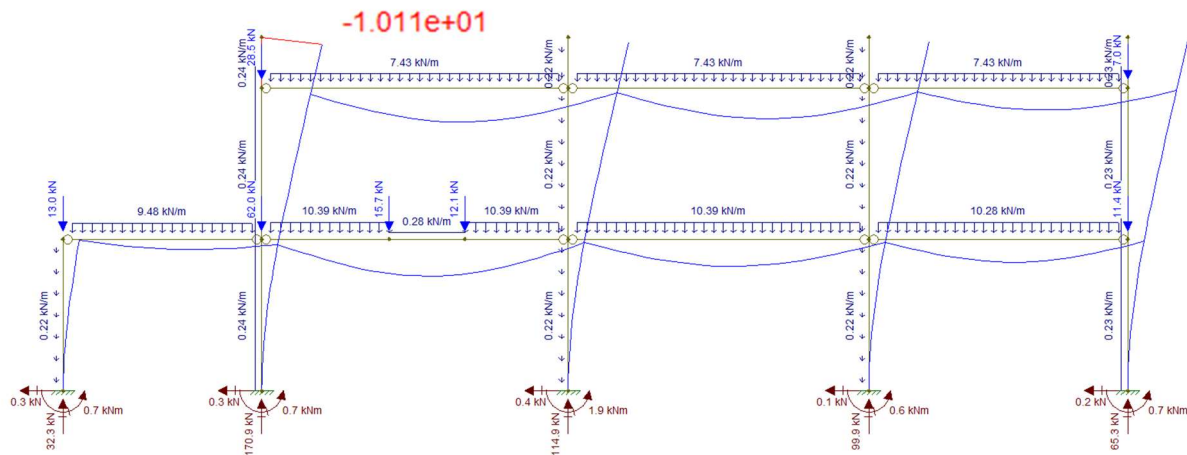 -1.011e+01
0.24 kN/m
28.5 kN
7.43 kN/m
0.22 kN/m
7.43 kN/m
0.22 kN/m
7.43 kN/m
0.23 kN/m
7.0 kN
13.0 kN
9.48 kN/m
0.24 kN/m
62.0 kN
10.39 kN/m
15.7 kN
0.28 kN/m
12.1 kN
10.39 kN/m
0.22 kN/m
10.39 kN/m
0.22 kN/m
10.28 kN/m
0.23 kN/m
11.4 kN
0.22 kN/m
0.24 kN/m
0.22 kN/m
0.22 kN/m
0.23 kN/m
0.3 kN
0.7 kNm
0.3 kN
0.7 kNm
0.4 kN
1.9 kNm
0.1 kN
0.6 kNm
0.2 kN
0.7 kNm
32.3 kN
170.9 kN
114.9 kN
99.9 kN
65.3 kN